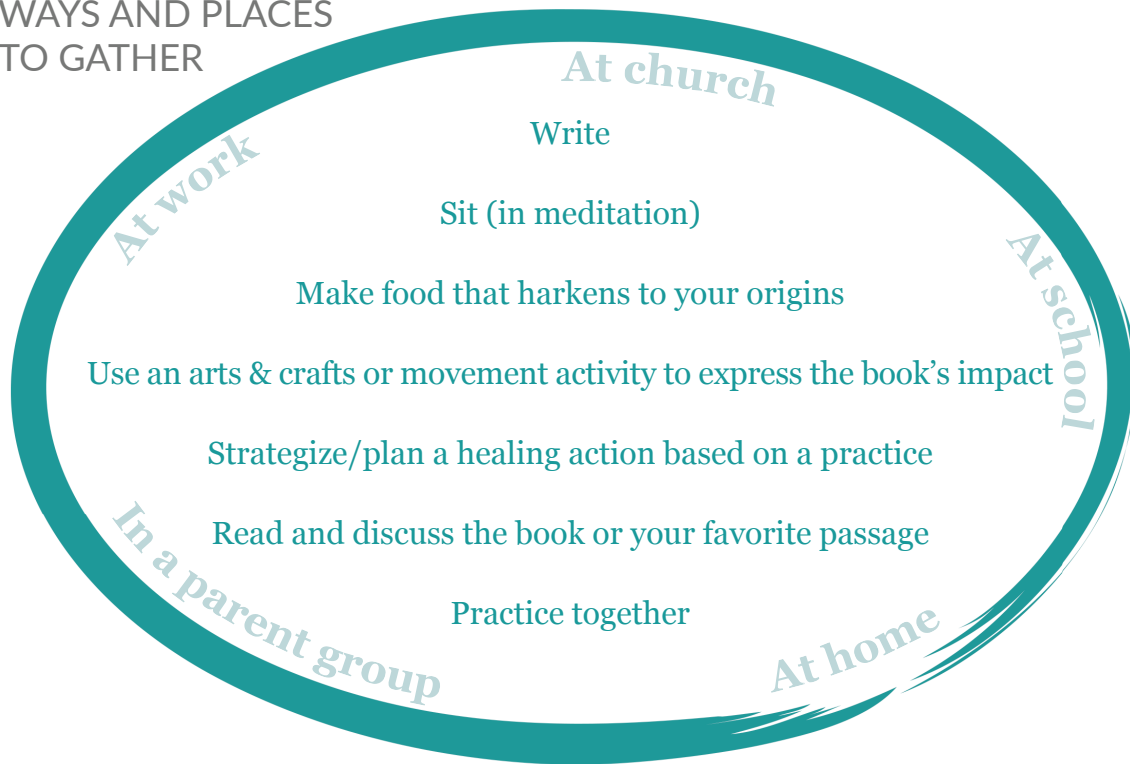 WAYS AND PLACES
TO GATHER
At church
At work
At school
In a parent group
At home
Write
Sit (in meditation)
Make food that harkens to your origins
Use an arts & crafts or movement activity to express the book’s impact
Strategize/plan a healing action based on a practice
Read and discuss the book or your favorite passage
Practice together